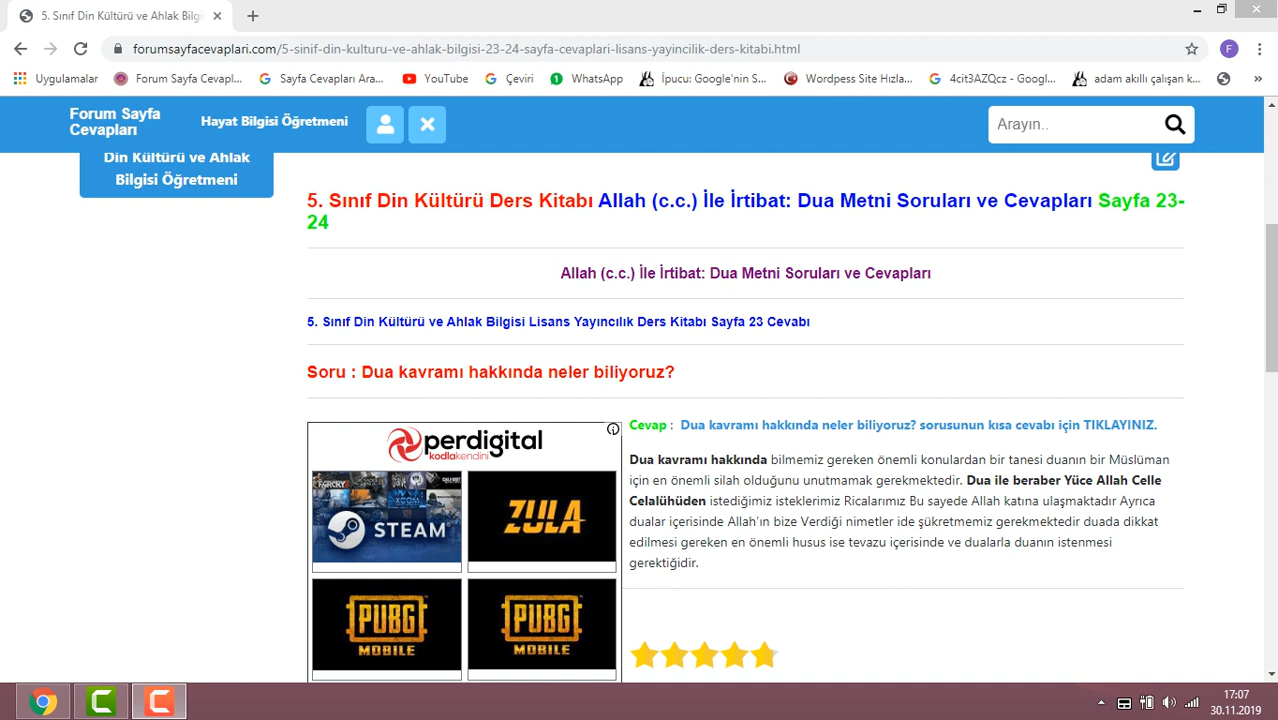 5. Sınıf Din Kültürü ve Ahlak Bilgi
forumsayfacevaplari.com/5-sinif-din-kulturu-ve-ahlak-bilgisi-23-24-sayfa-cevaplari-lisans-yayincilik-ders-kitabi.html
F
Uygulamalar
Forum Sayfa Cevapl...
Sayfa Cevapları Ara...
YouTube
Çeviri
WhatsApp
İpucu: Google'nin S...
Wordpess Site Hızla...
4cit3AZQcz - Googl...
adam akıllı çalışan k...
Forum Sayfa
Cevapları
Hayat Bilgisi Öğretmeni
Arayın..
Din Kültürü ve Ahlak
Bilgisi Öğretmeni
5. Sınıf Din Kültürü Ders Kitabı Allah (c.c.) İle İrtibat: Dua Metni Soruları ve Cevapları Sayfa 23-
24
Allah (c.c.) İle İrtibat: Dua Metni Soruları ve Cevapları
5. Sınıf Din Kültürü ve Ahlak Bilgisi Lisans Yayıncılık Ders Kitabı Sayfa 23 Cevabı
Soru : Dua kavramı hakkında neler biliyoruz?
perdigital
kodlakendini
STEAM
ZULA
PUBG
MOBILE
PUBG
MOBILE
Cevap :  Dua kavramı hakkında neler biliyoruz? sorusunun kısa cevabı için TIKLAYINIZ.
Dua kavramı hakkında bilmemiz gereken önemli konulardan bir tanesi duanın bir Müslüman
için en önemli silah olduğunu unutmamak gerekmektedir. Dua ile beraber Yüce Allah Celle
Celalühüden istediğimiz isteklerimiz Ricalarımız Bu sayede Allah katına ulaşmaktadır Ayrıca
dualar içerisinde Allah'ın bize Verdiği nimetler ide şükretmemiz gerekmektedir duada dikkat
edilmesi gereken en önemli husus ise tevazu içerisinde ve dualarla duanın istenmesi
gerektiğidir.
17:07
30.11.2019